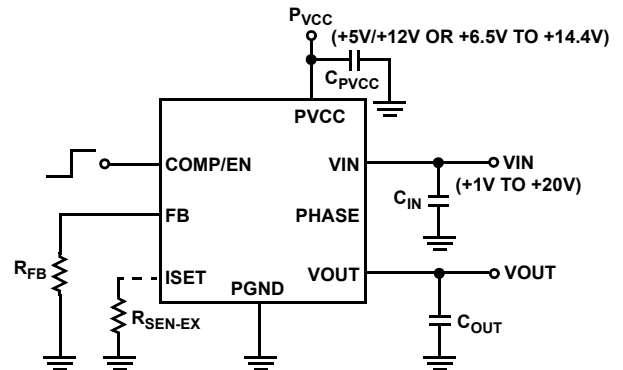 PVCC
(+5V/+12V OR +6.5V TO +14.4V)
CPVCC
PVCC
COMP/EN
VIN
VIN
(+1V TO +20V)
CIN
FB
PHASE
RFB
ISET
VOUT
VOUT
PGND
RSEN-EX
COUT